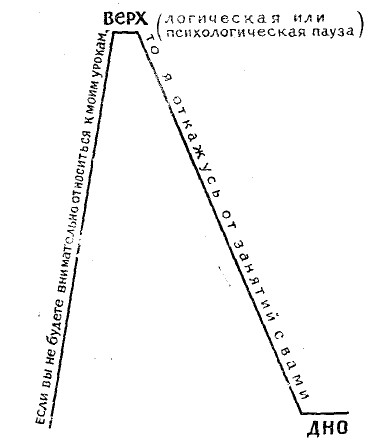 ВЕРХ
(логическая или
психологическая пауза)
Если вы не будете внимательно относиться к моим урокам,
то я откажусь от занятий с вами
ДНО